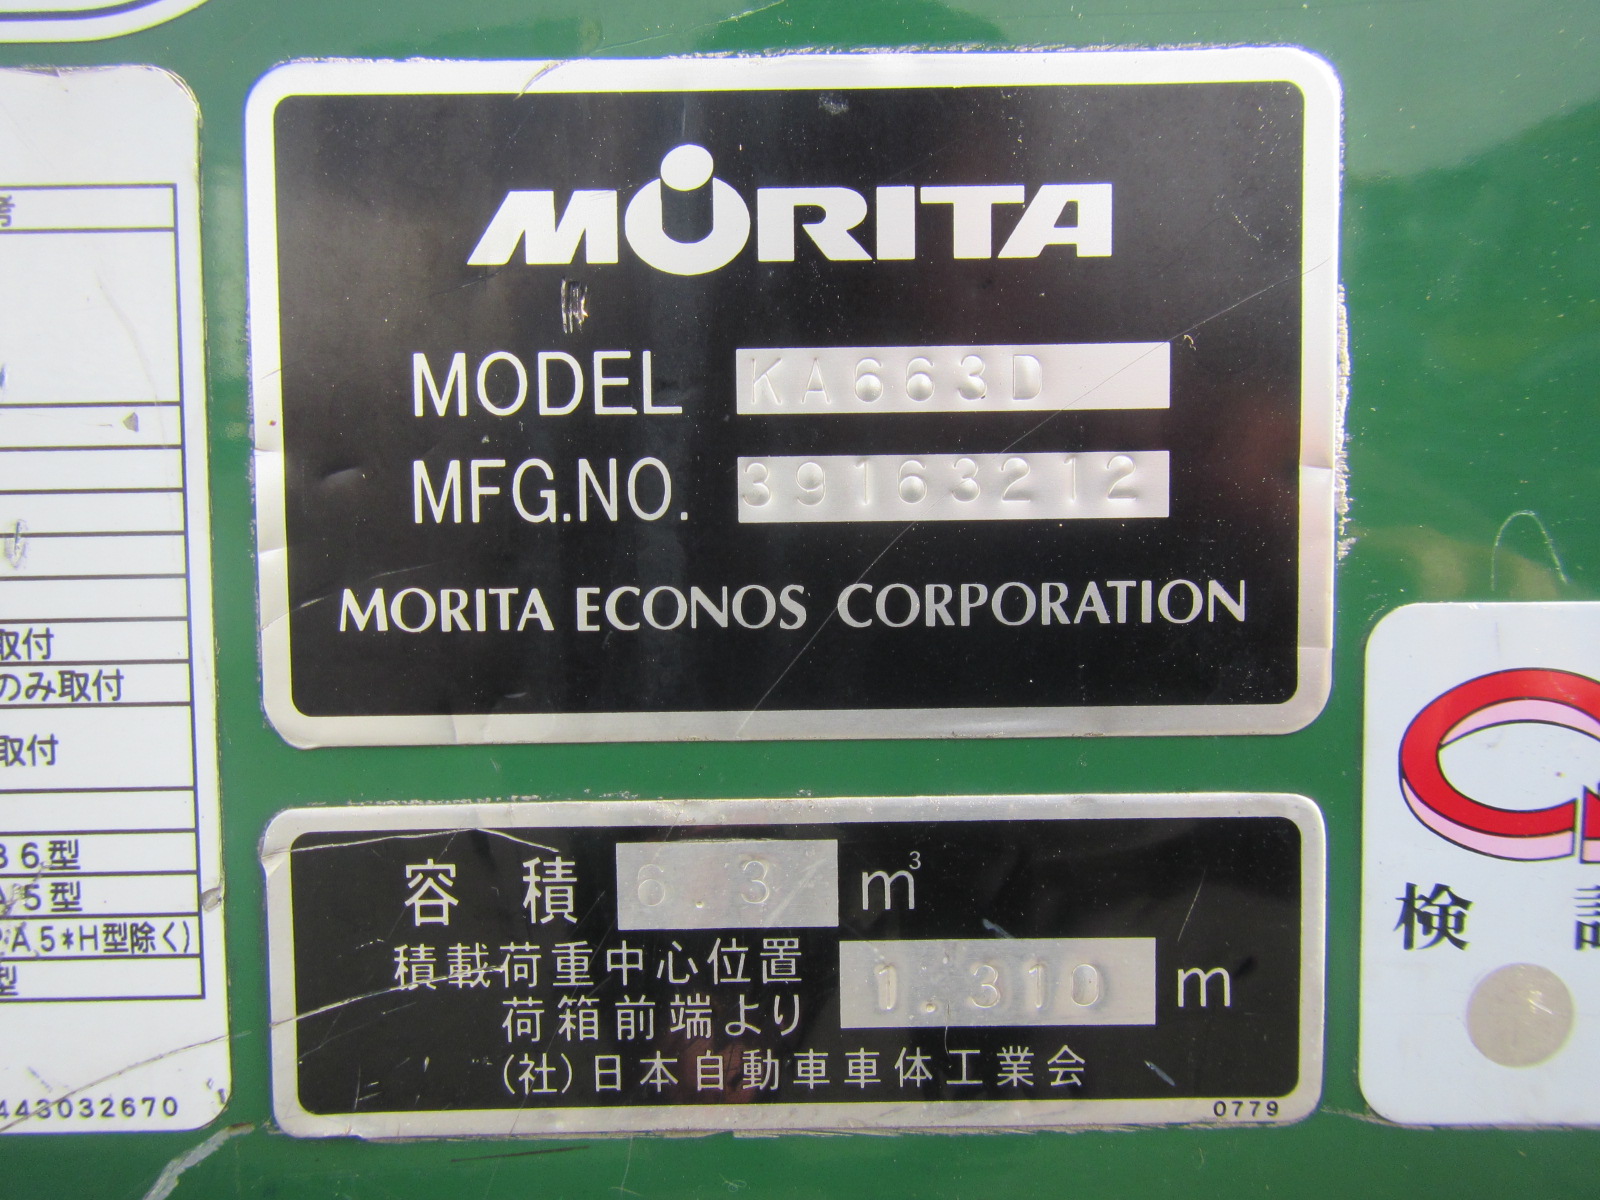 考
取付
のみ取付
取付
36型
A5型
PA5*H型除く)
型
443032670
MORITA
MODEL KA663D
MFG.NO. 39163212
MORITA ECONOS CORPORATION
容積 6.3 m³
積載荷重中心位置
荷箱前端より 1.310 m
(社)日本自動車車体工業会
0779
検